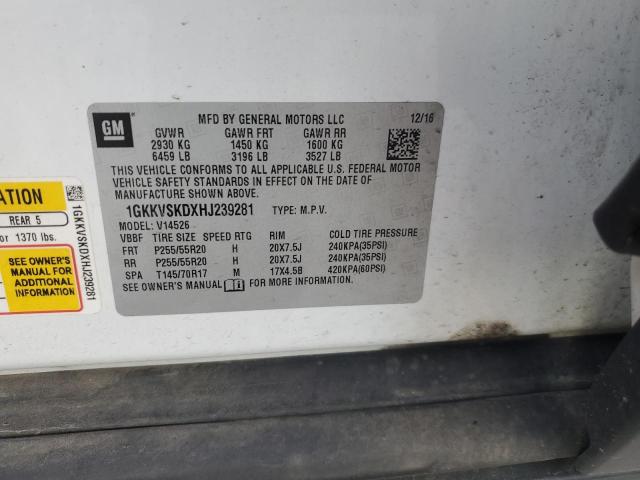 GM
MFD BY GENERAL MOTORS LLC 12/16
GVWR GAWR FRT GAWR RR
2930 KG 1450 KG 1600 KG
6459 LB 3196 LB 3527 LB
THIS VEHICLE CONFORMS TO ALL APPLICABLE U.S. FEDERAL MOTOR
VEHICLE SAFETY STANDARDS IN EFFECT ON THE DATE OF
MANUFACTURE SHOWN ABOVE.
1GKKVSKDXHJ239281 TYPE: M.P.V.
V14526
VBBF TIRE SIZE SPEED RTG RIM COLD TIRE PRESSURE
FRT P255/55R20 H 20X7.5J 240KPA(35PSI)
RR P255/55R20 H 20X7.5J 240KPA(35PSI)
SPA T145/70R17 M 17X4.5B 420KPA(60PSI)
SEE OWNER'S MANUAL FOR MORE INFORMATION.
REAR 5
or 1370 lbs.
SEE OWNER'S
MANUAL FOR
ADDITIONAL
INFORMATION
1GKKVSKDXHJ239281